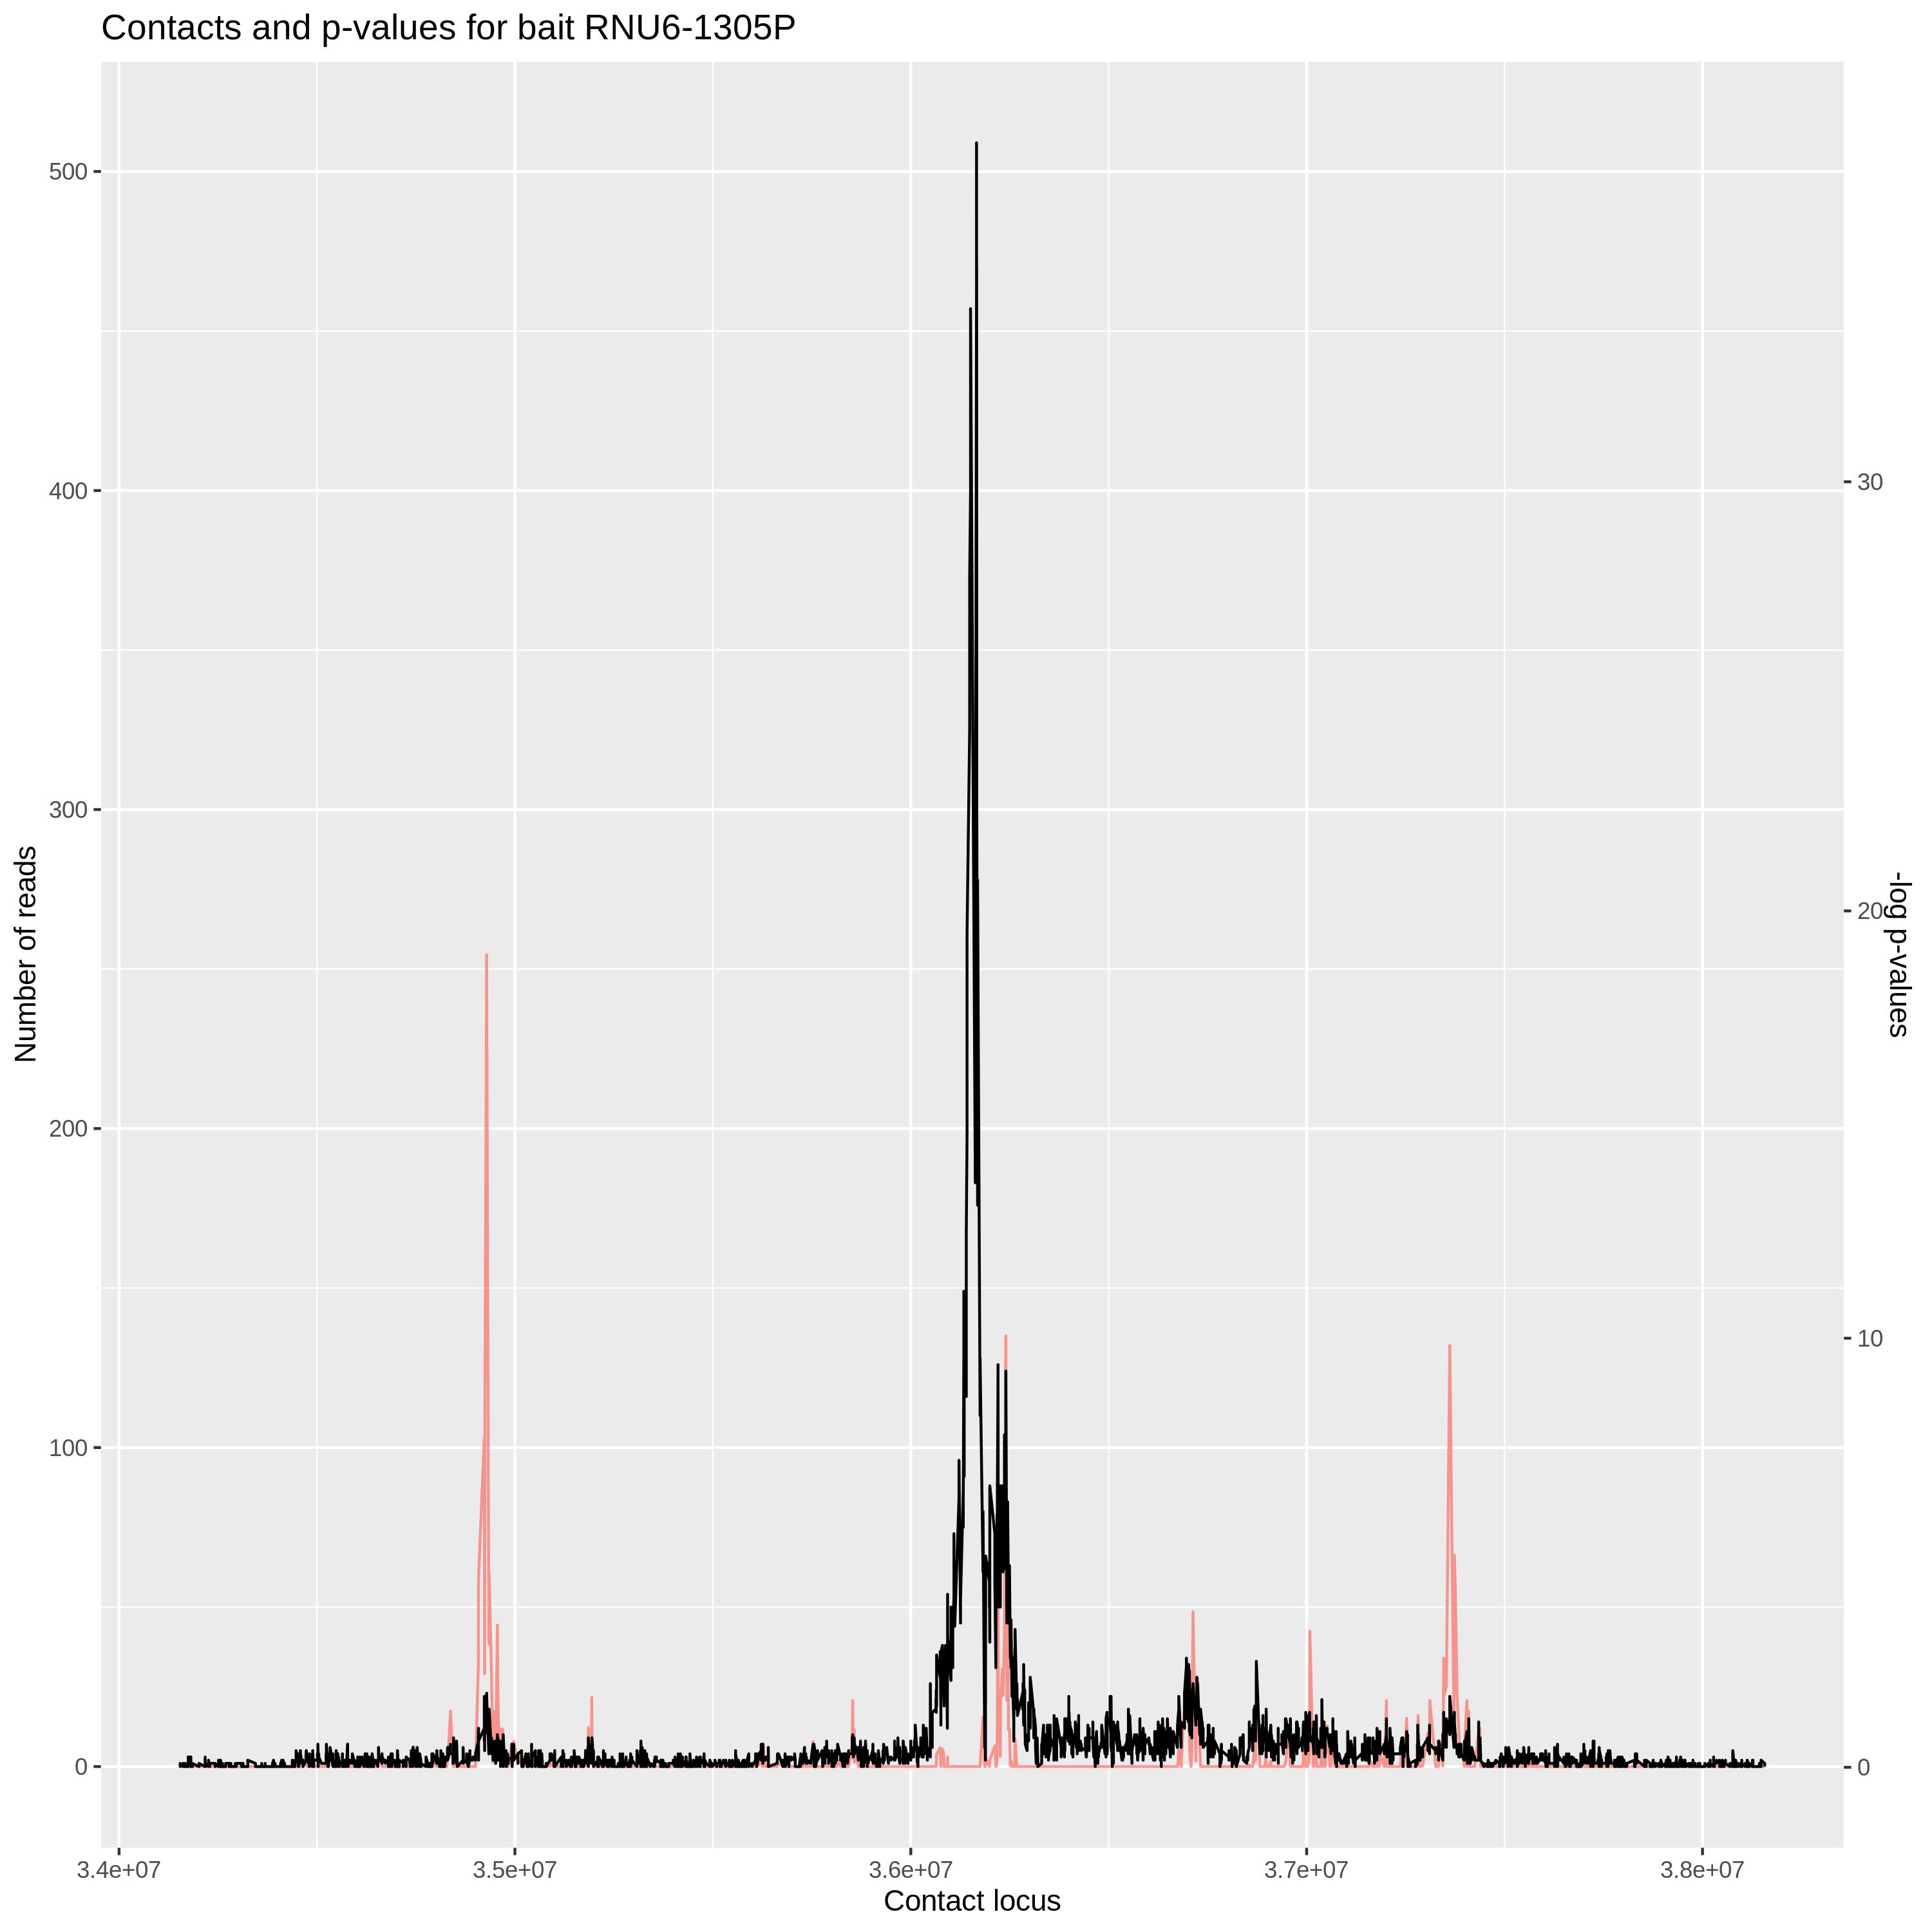 Contacts and p-values for bait RNU6-1305P
500
400
300
200
100
0
Number of reads
30
20
10
0
-log p-values
3.4e+07 3.5e+07 3.6e+07 3.7e+07 3.8e+07
Contact locus